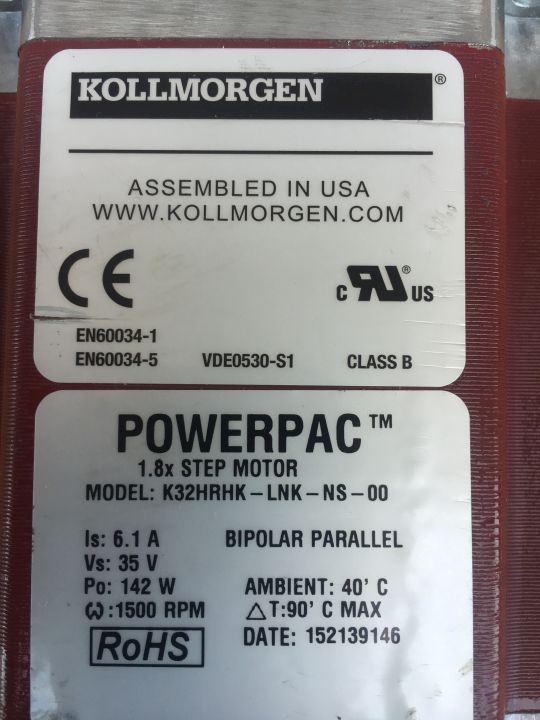 KOLLMORGEN®
ASSEMBLED IN USA
WWW.KOLLMORGEN.COM
CE
C RU® US
EN60034-1
EN60034-5 VDE0530-S1 CLASS B
POWERPAC™
1.8x STEP MOTOR
MODEL: K32HRHK-LNK-NS-00
Is: 6.1 A BIPOLAR PARALLEL
Vs: 35 V
Po: 142 W AMBIENT: 40' C
ω:1500 RPM △T:90' C MAX
RoHS DATE: 152139146